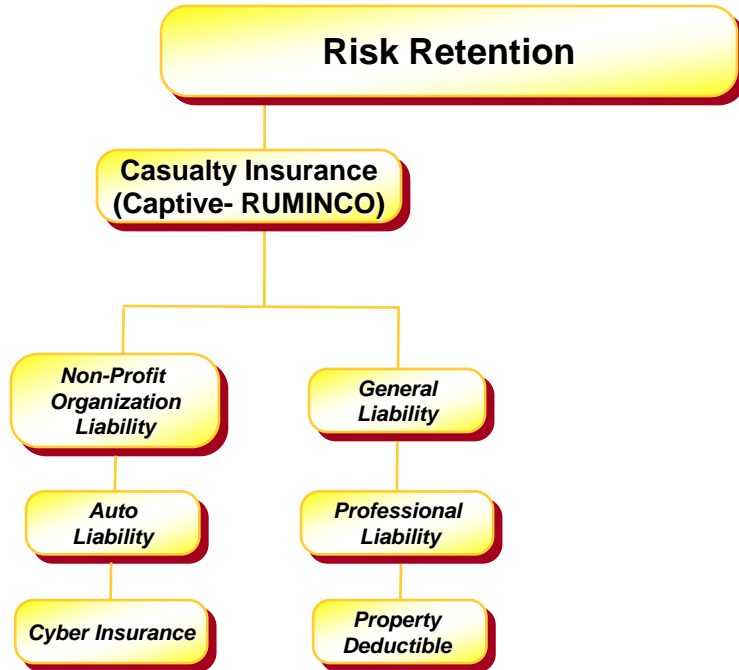 Risk Retention
Casualty Insurance
(Captive- RUMINCO)
Non-Profit
Organization
Liability
General
Liability
Auto
Liability
Professional
Liability
Cyber Insurance
Property
Deductible